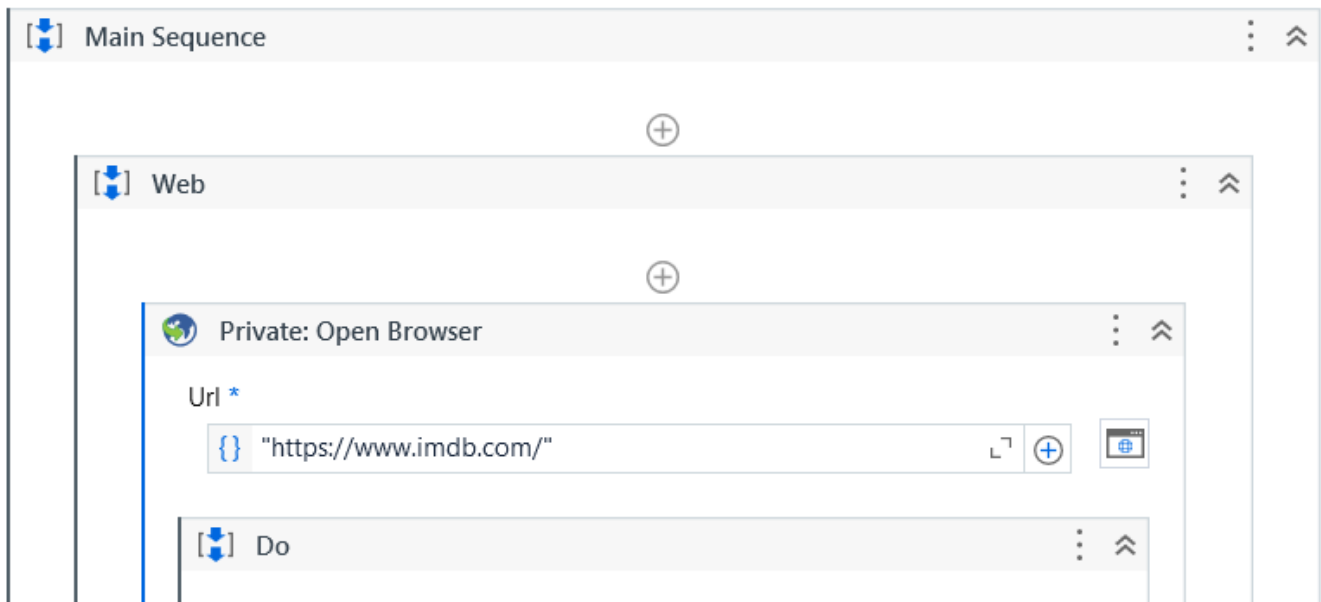 Main Sequence
Web
Private: Open Browser
Url *
{} "https://www.imdb.com/"
Do